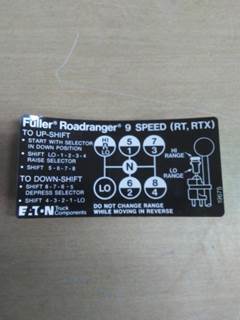 Fuller® Roadranger® 9 SPEED (RT, RTX)
TO UP-SHIFT
• START WITH SELECTOR
IN DOWN POSITION
• SHIFT LO-1-2-3-4
RAISE SELECTOR
• SHIFT 5-6-7-8
TO DOWN-SHIFT
• SHIFT 8-7-6-5
DEPRESS SELECTOR
• SHIFT 4-3-2-1-LO
HI
R
LO
5
1
7
3
N
LO
6
2
8
4
HI
RANGE
LO
RANGE
E.T.N Truck
Components
DO NOT CHANGE RANGE
WHILE MOVING IN REVERSE
19675